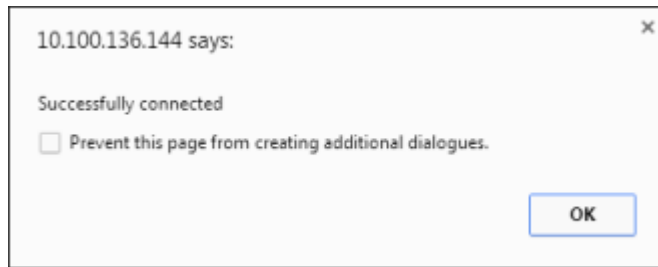 10.100.136.144 says:
Successfully connected
Prevent this page from creating additional dialogues.
OK